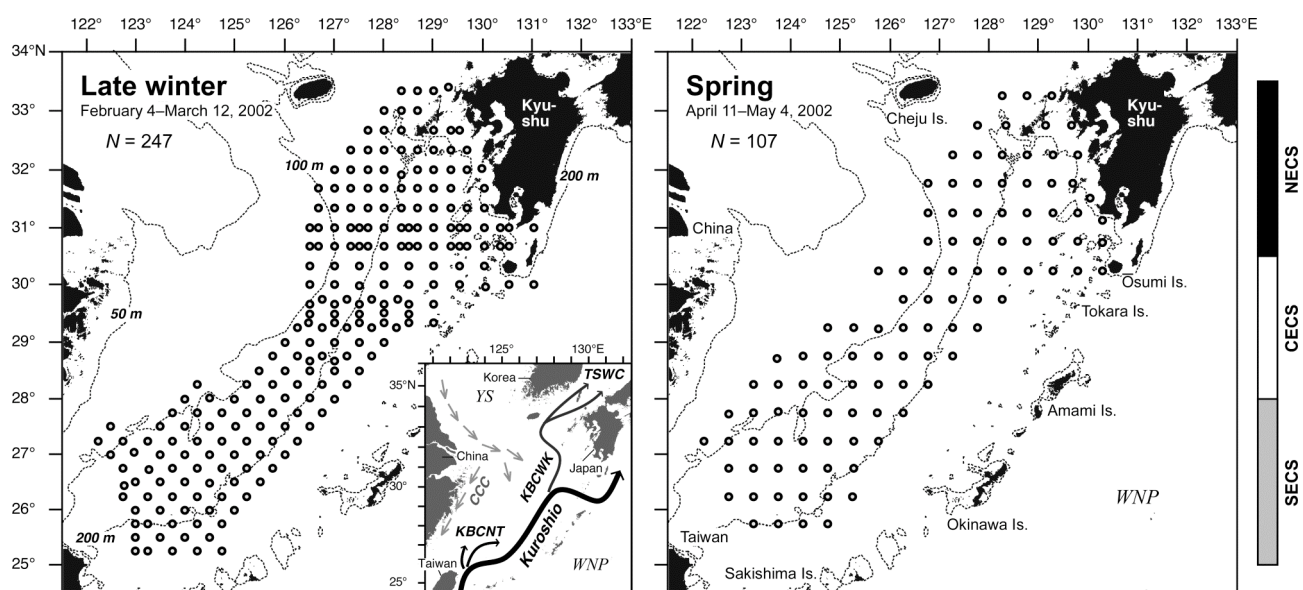 122° 123° 124° 125° 126° 127° 128° 129° 130° 131° 132° 133°E
122° 123° 124° 125° 126° 127° 128° 129° 130° 131° 132° 133°E
34°N
33°
32°
31°
30°
29°
28°
27°
26°
25°
Late winter
February 4–March 12, 2002
N = 247
Kyu-
shu
100 m
200 m
50 m
200 m
125° 130°E
35°N
30°
25°
Korea
YS
TSWC
China
Japan
CCC
KBCWK
KBCNT
Kuroshio
Taiwan
WNP
Spring
April 11–May 4, 2002
N = 107
Cheju Is.
Kyu-
shu
China
Ōsumi Is.
Tokara Is.
Amami Is.
WNP
Okinawa Is.
Taiwan
Sakishima Is.
NECS
CECS
SECS